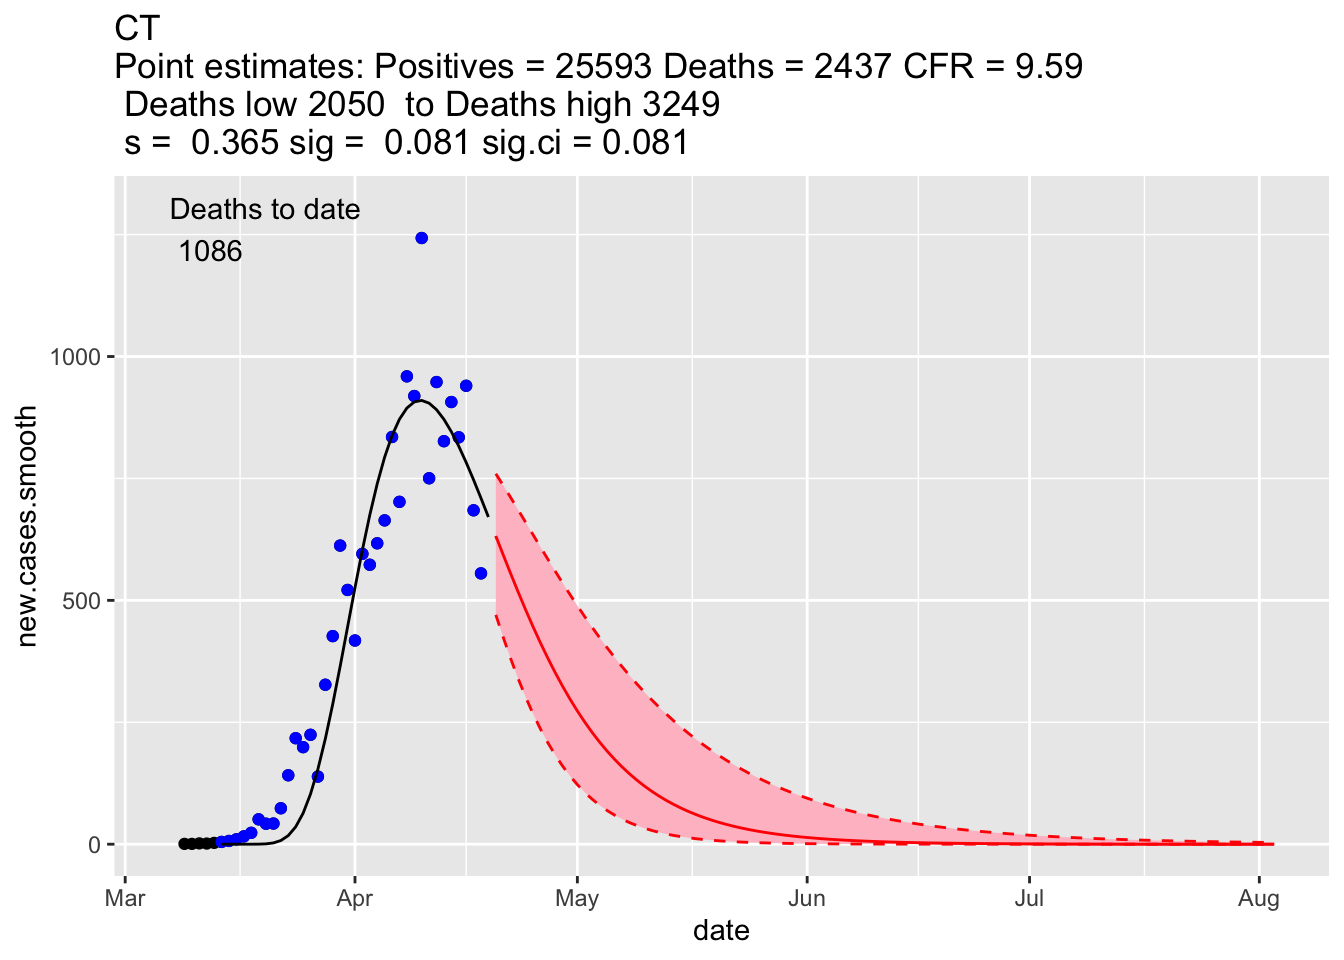 CT
Point estimates: Positives = 25593 Deaths = 2437 CFR = 9.59
Deaths low 2050  to Deaths high 3249
s =  0.365 sig =  0.081 sig.ci = 0.081
Deaths to date
1086
1000
500
0
new.cases.smooth
Mar Apr May Jun Jul Aug
date